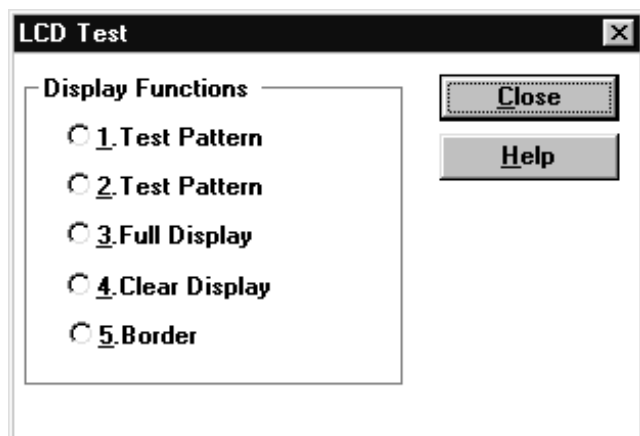 LCD Test
Display Functions
1.Test Pattern
2.Test Pattern
3.Full Display
4.Clear Display
5.Border
Close
Help